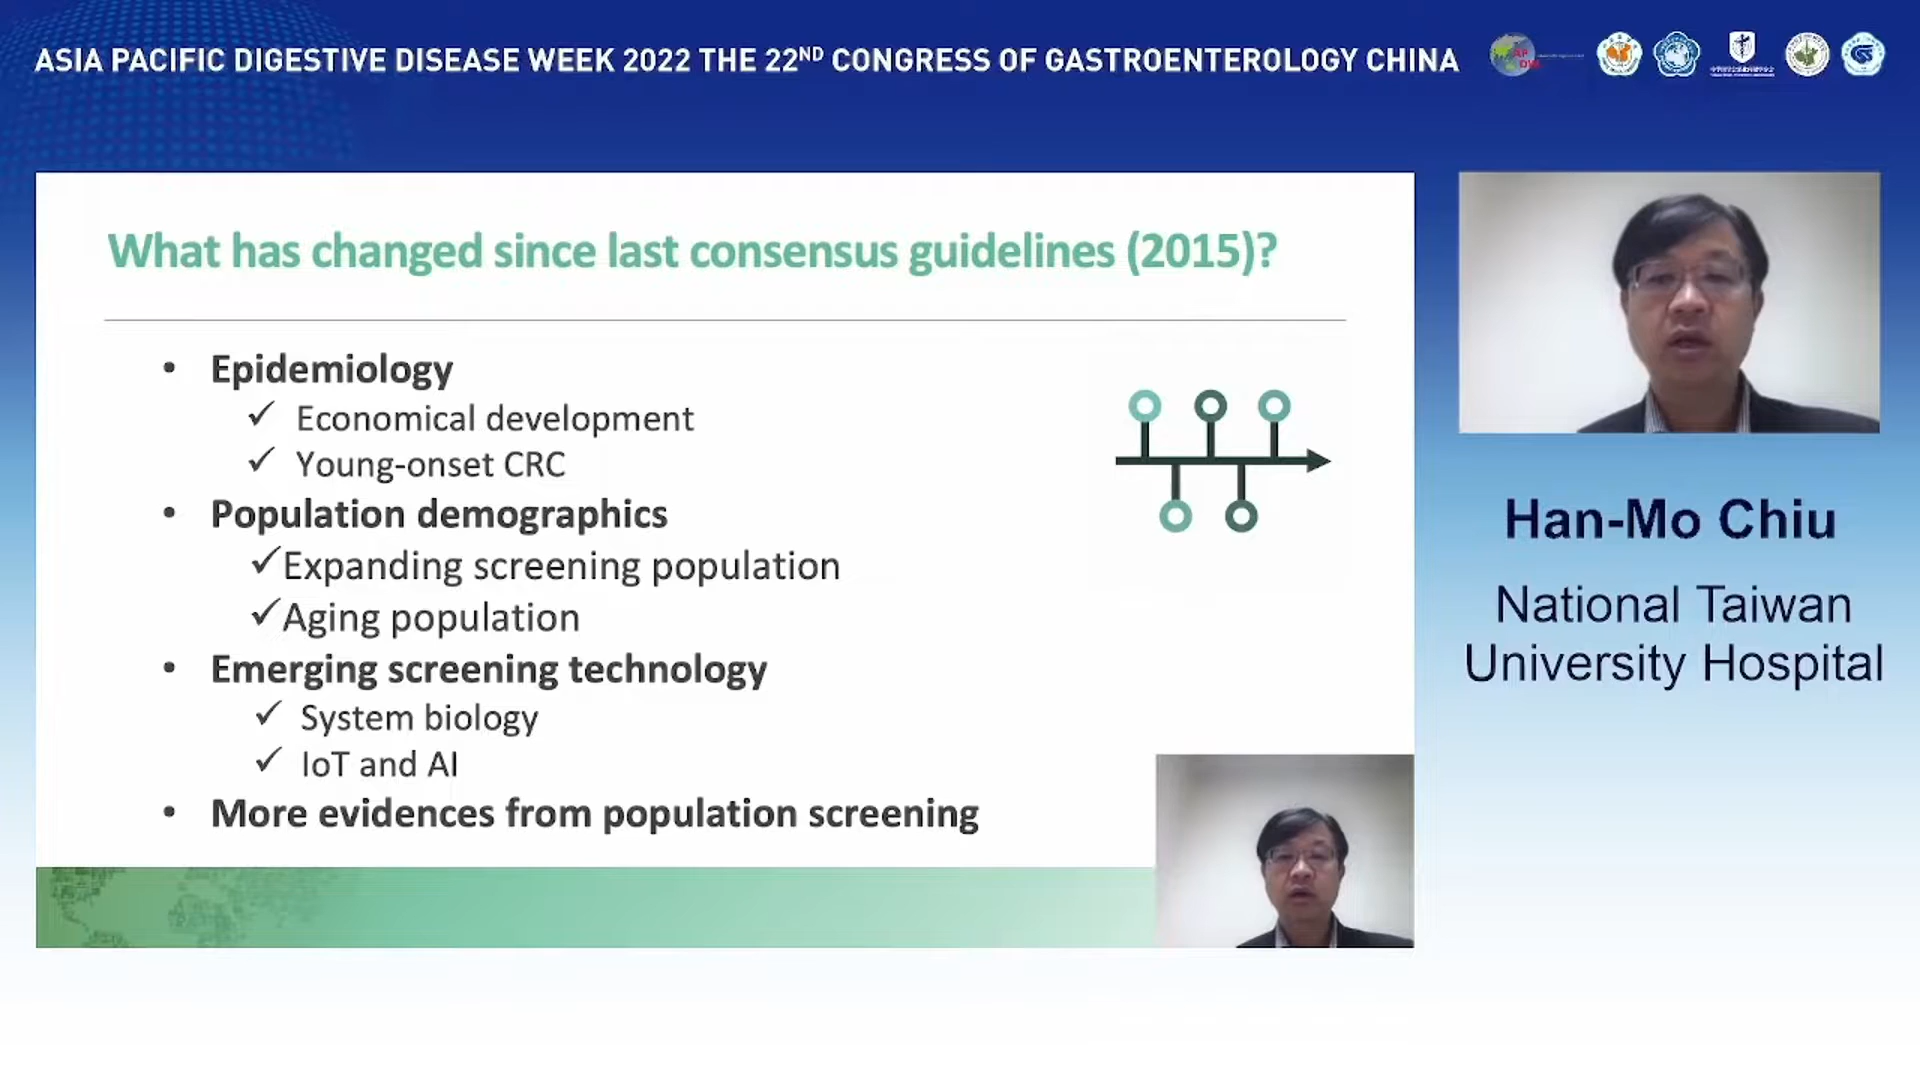 ASIA PACIFIC DIGESTIVE DISEASE WEEK 2022 THE 22ND CONGRESS OF GASTROENTEROLOGY CHINA
What has changed since last consensus guidelines (2015)?
• Epidemiology
✓ Economical development
✓ Young-onset CRC
• Population demographics
✓Expanding screening population
✓Aging population
• Emerging screening technology
✓ System biology
✓ IoT and AI
• More evidences from population screening
Han-Mo Chiu
National Taiwan
University Hospital